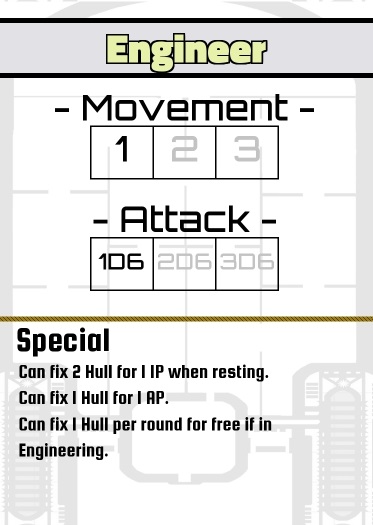 Engineer
- Movement -
1 2 3
- Attack -
1D6 2D6 3D6
Special
Can fix 2 Hull for 1 IP when resting.
Can fix 1 Hull for 1 AP.
Can fix 1 Hull per round for free if in
Engineering.